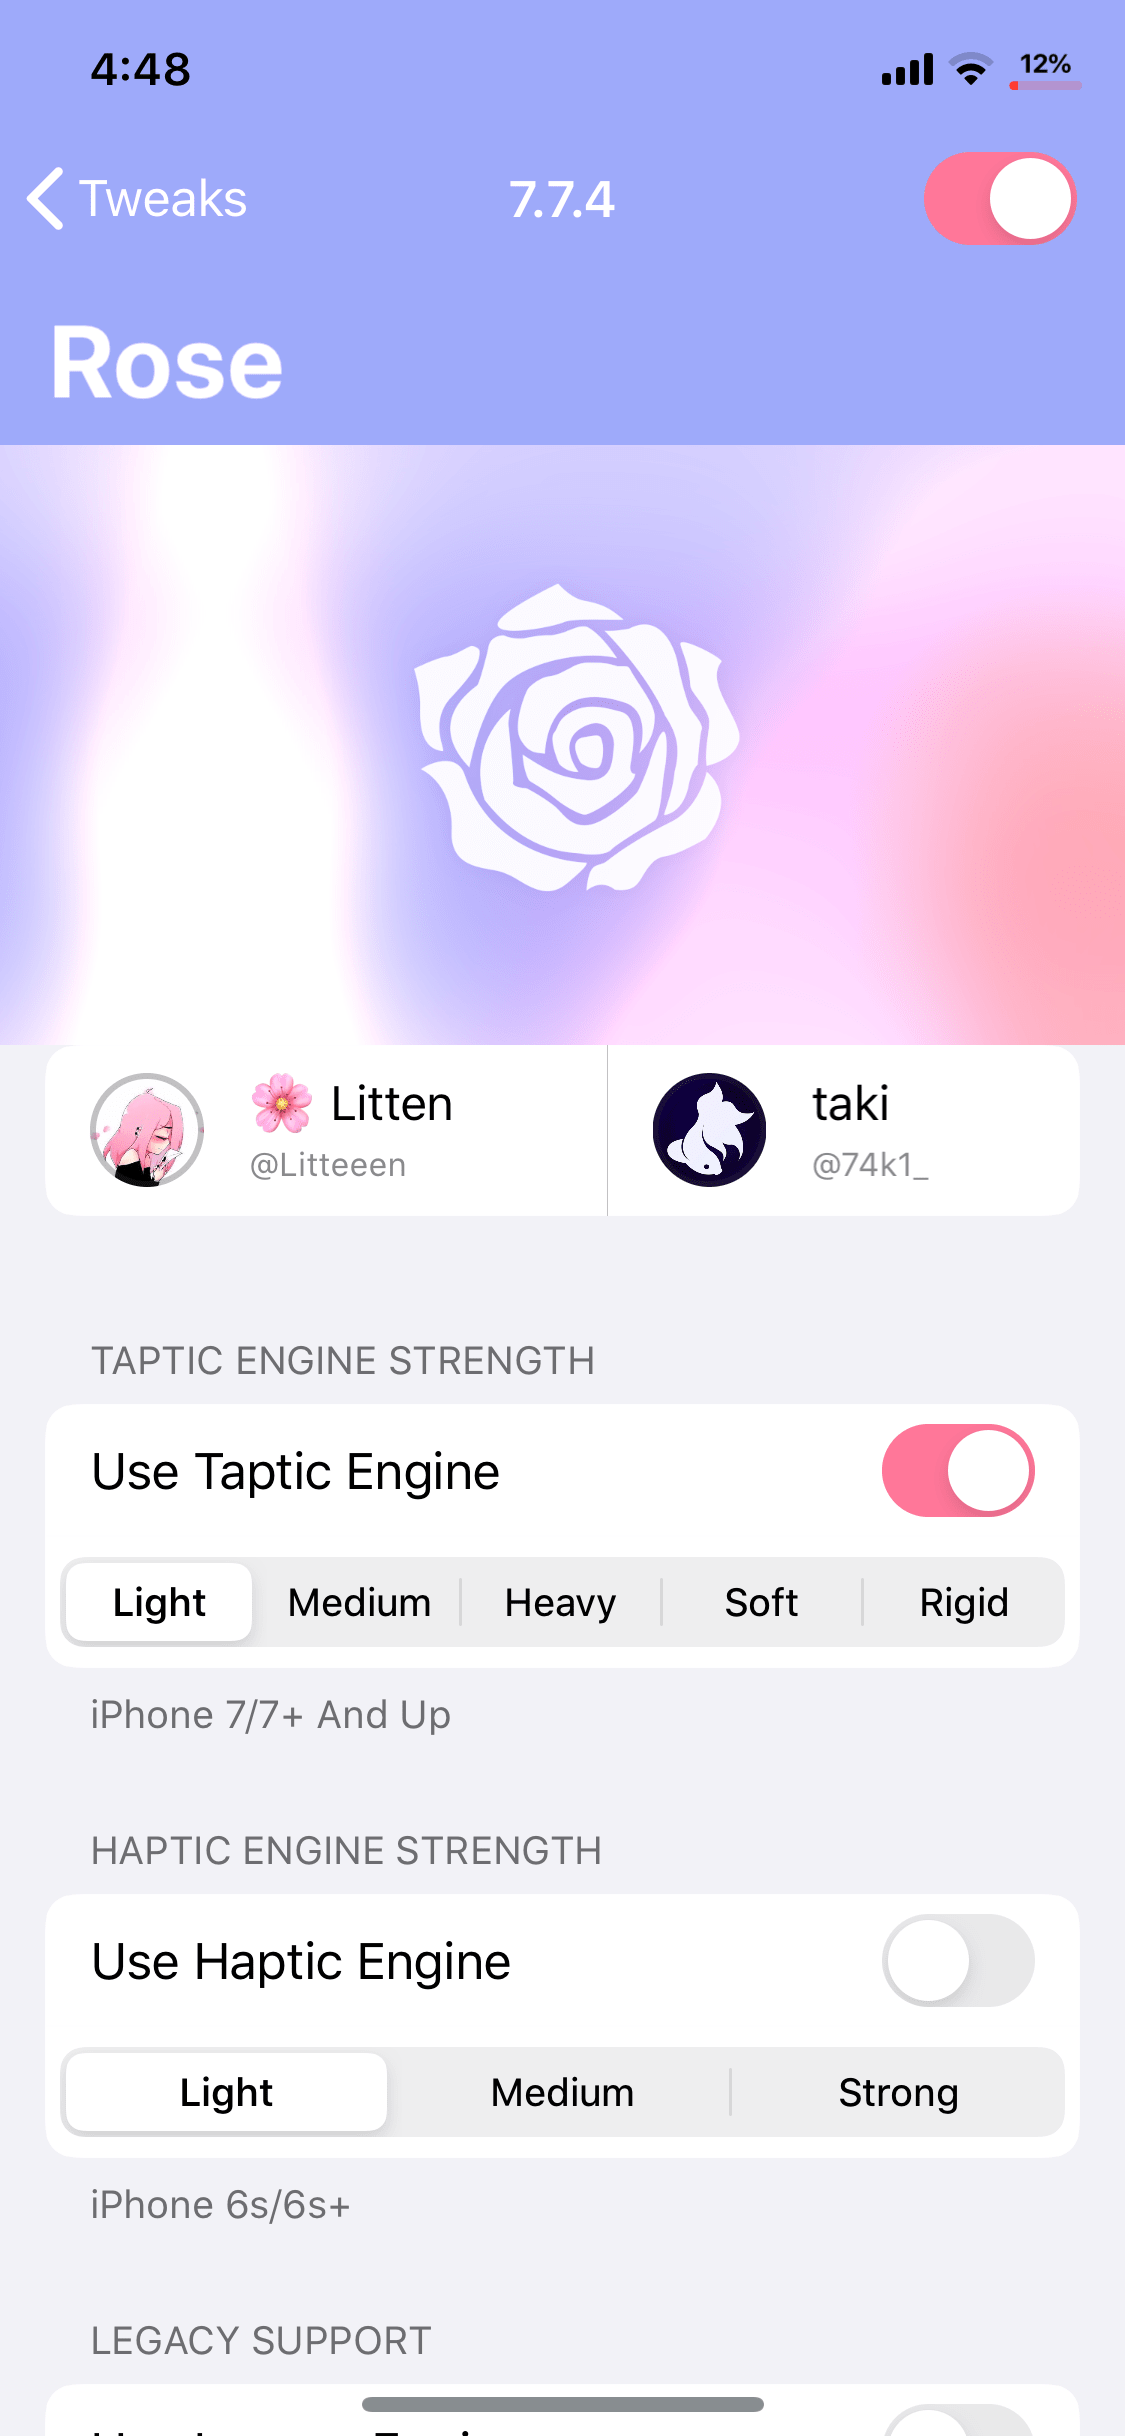 4:48
12%
Tweaks
7.7.4
Rose
🌸 Litten
@Litteeen
taki
@74k1_
TAPTIC ENGINE STRENGTH
Use Taptic Engine
Light Medium Heavy Soft Rigid
iPhone 7/7+ And Up
HAPTIC ENGINE STRENGTH
Use Haptic Engine
Light Medium Strong
iPhone 6s/6s+
LEGACY SUPPORT